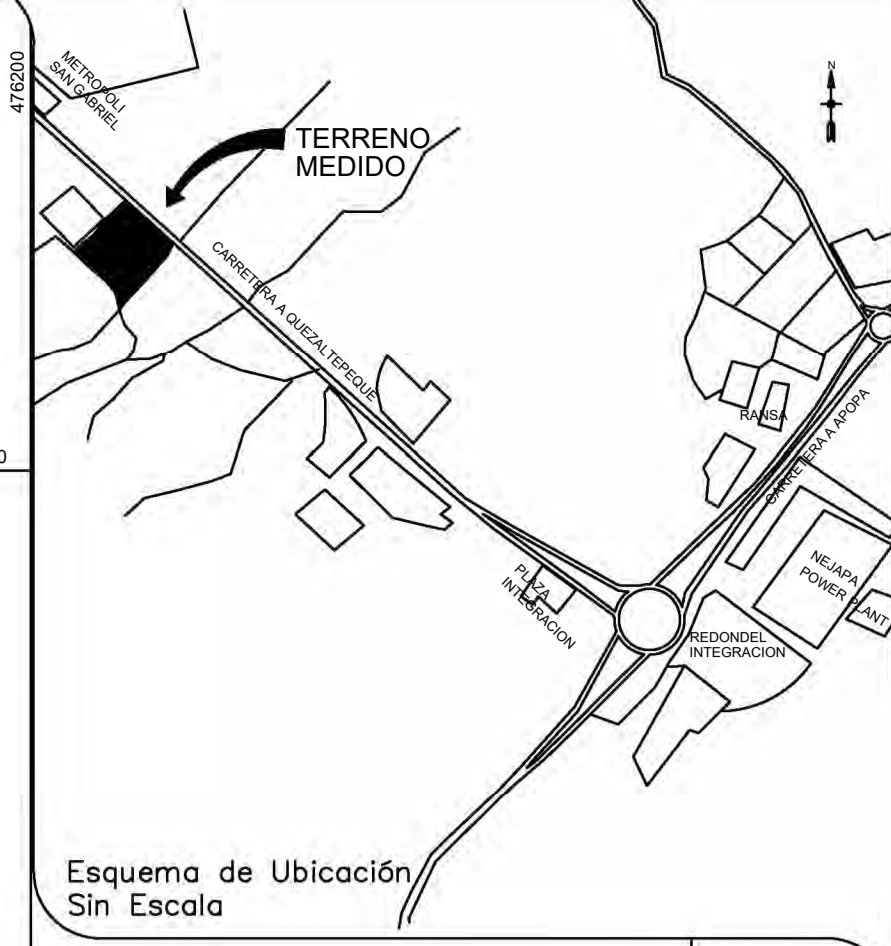 476200
METROPOLI
SAN GABRIEL
N
TERRENO
MEDIDO
CARRETERA A QUEZALTEPEQUE
RANSA
CARRETERA A APOPA
0
NEJAPA
POWER PLANT
PLAZA
INTEGRACION
REDONDEL
INTEGRACION
Esquema de Ubicación
Sin Escala